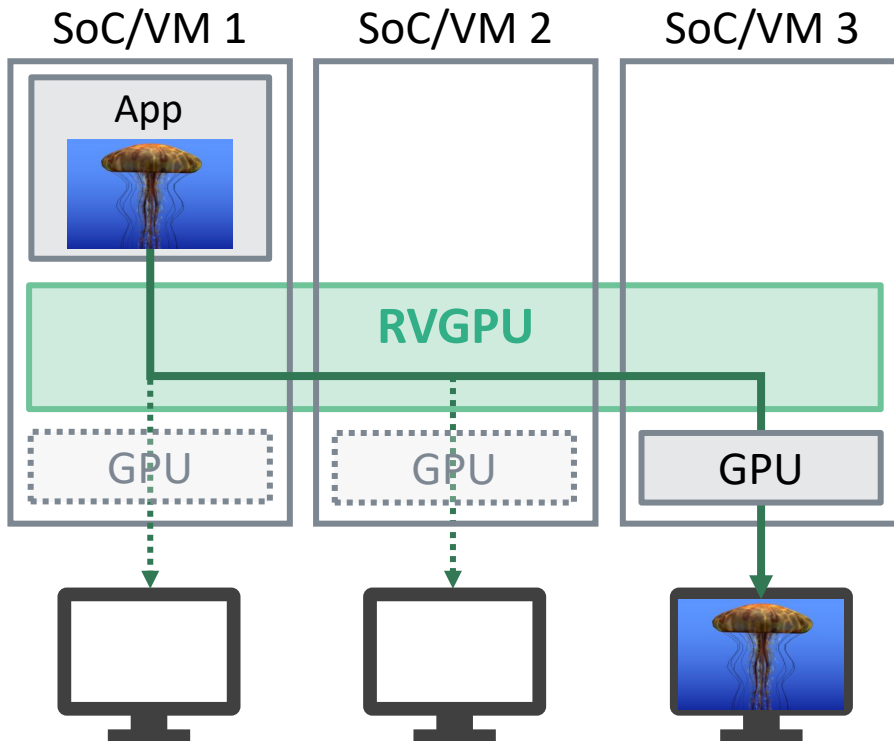 SoC/VM 1
SoC/VM 2
SoC/VM 3
App
RVGPU
GPU
GPU
GPU